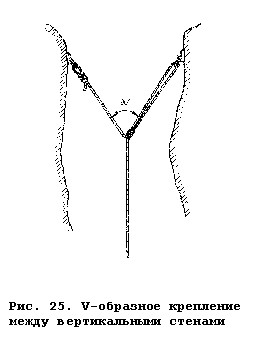 Рис. 25. V-образное крепление
между вертикальными стенами